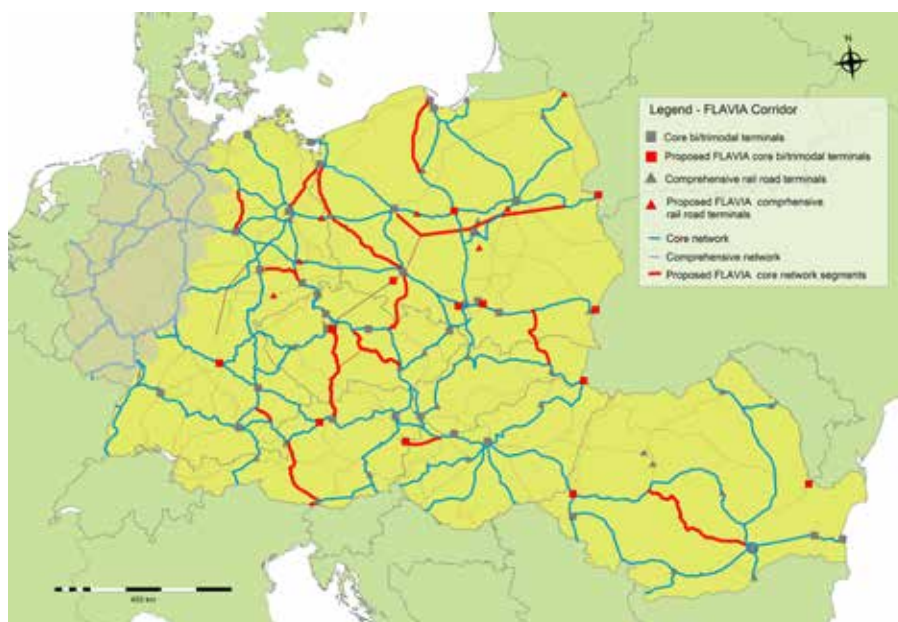 N
Legend - FLAVIA Corridor
Core bi/trimodal terminals
Proposed FLAVIA core bi/trimodal terminals
Comprehensive rail road terminals
Proposed FLAVIA comprhensive
rail road terminals
Core network
Comprehensive network
Proposed FLAVIA core network segments